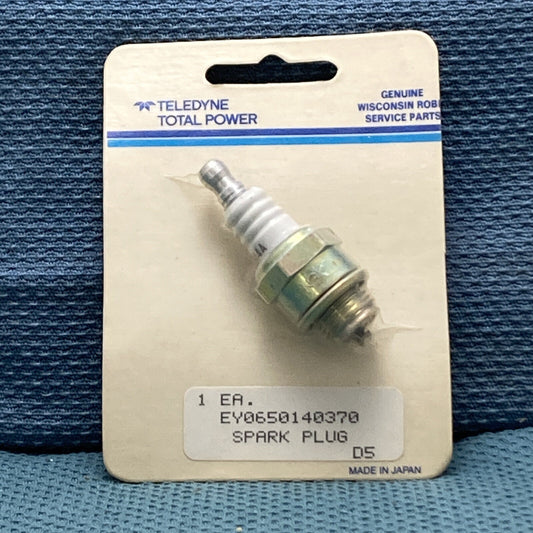 TELEDYNE
TOTAL POWER
GENUINE
WISCONSIN ROBI
SERVICE PARTS
1 EA.
EY0650140370
SPARK PLUG
D5
MADE IN JAPAN